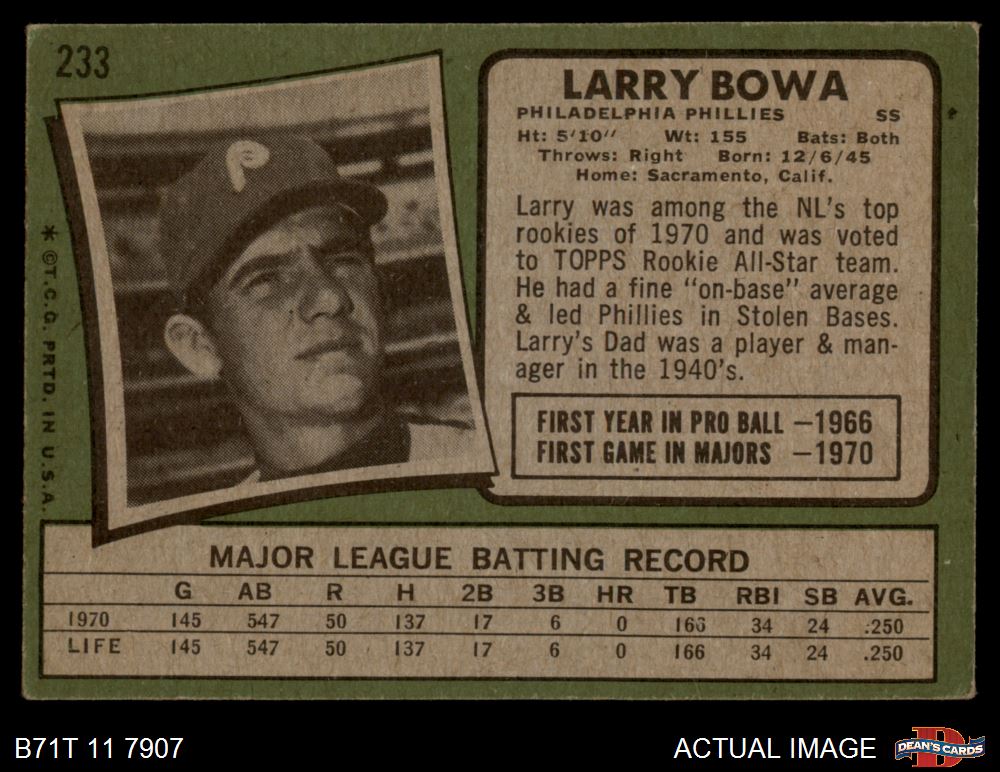 233
LARRY BOWA
PHILADELPHIA PHILLIES SS
Ht: 5'10" Wt: 155 Bats: Both
Throws: Right Born: 12/6/45
Home: Sacramento, Calif.
Larry was among the NL's top
rookies of 1970 and was voted
to TOPPS Rookie All-Star team.
He had a fine "on-base" average
& led Phillies in Stolen Bases.
Larry's Dad was a player & man-
ager in the 1940's.
FIRST YEAR IN PRO BALL —1966
FIRST GAME IN MAJORS —1970
P
* ©T.C.G. PRTD. IN U.S.A.
MAJOR LEAGUE BATTING RECORD
G AB R H 2B 3B HR TB RBI SB AVG.
1970 145 547 50 137 17 6 0 166 34 24 .250
LIFE 145 547 50 137 17 6 0 166 34 24 .250
B71T 11 7907
ACTUAL IMAGE
D
DEAN'S CARDS